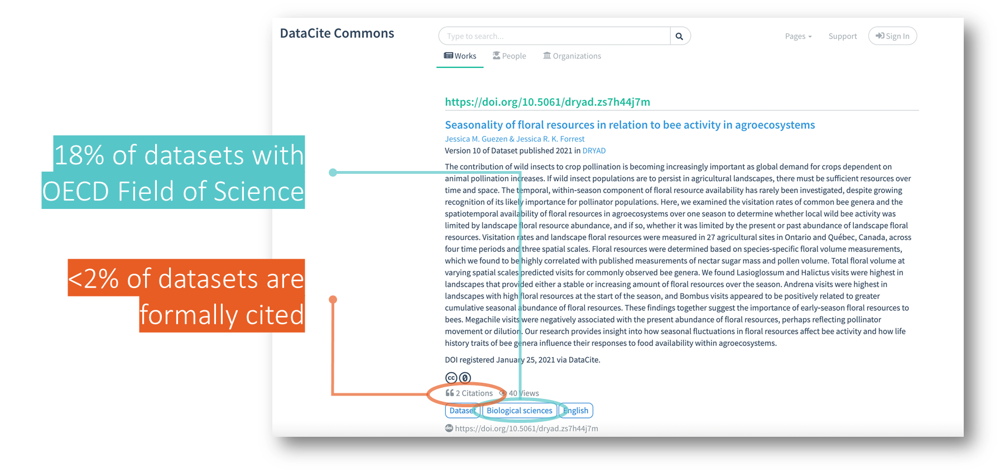 DataCite Commons
Type to search...
Pages
Support
Sign In
Works
People
Organizations
https://doi.org/10.5061/dryad.zs7h44j7m
Seasonality of floral resources in relation to bee activity in agroecosystems
Jessica M. Guezen & Jessica R. K. Forrest
Version 10 of Dataset published 2021 in DRYAD
18% of datasets with
OECD Field of Science
The contribution of wild insects to crop pollination is becoming increasingly important as global demand for crops dependent on
animal pollination increases. If wild insect populations are to persist in agricultural landscapes, there must be sufficient resources over
time and space. The temporal, within-season component of floral resource availability has rarely been investigated, despite growing
recognition of its likely importance for pollinator populations. Here, we examined the visitation rates of common bee genera and the
spatiotemporal availability of floral resources in agroecosystems over one season to determine whether local wild bee activity was
limited by landscape floral resource abundance, and if so, whether it was limited by the present or past abundance of landscape floral
resources. Visitation rates and landscape floral resources were measured in 27 agricultural sites in Ontario and Québec, Canada, across
four time periods and three spatial scales. Floral resources were determined based on species-specific floral volume measurements,
which we found to be highly correlated with published measurements of nectar sugar mass and pollen volume. Total floral volume at
varying spatial scales predicted visits for commonly observed bee genera. We found Lasioglossum and Halictus visits were highest in
landscapes that provided either a stable or increasing amount of floral resources over the season. Andrena visits were highest in
landscapes with high floral resources at the start of the season, and Bombus visits appeared to be positively related to greater
cumulative seasonal abundance of floral resources. These findings together suggest the importance of early-season floral resources to
bees. Megachile visits were negatively associated with the present abundance of floral resources, perhaps reflecting pollinator
movement or dilution. Our research provides insight into how seasonal fluctuations in floral resources affect bee activity and how life
history traits of bee genera influence their responses to food availability within agroecosystems.
<2% of datasets are
formally cited
DOI registered January 25, 2021 via DataCite.
cc 0
2 Citations
40 Views
Dataset
Biological sciences
English
doi https://doi.org/10.5061/dryad.zs7h44j7m